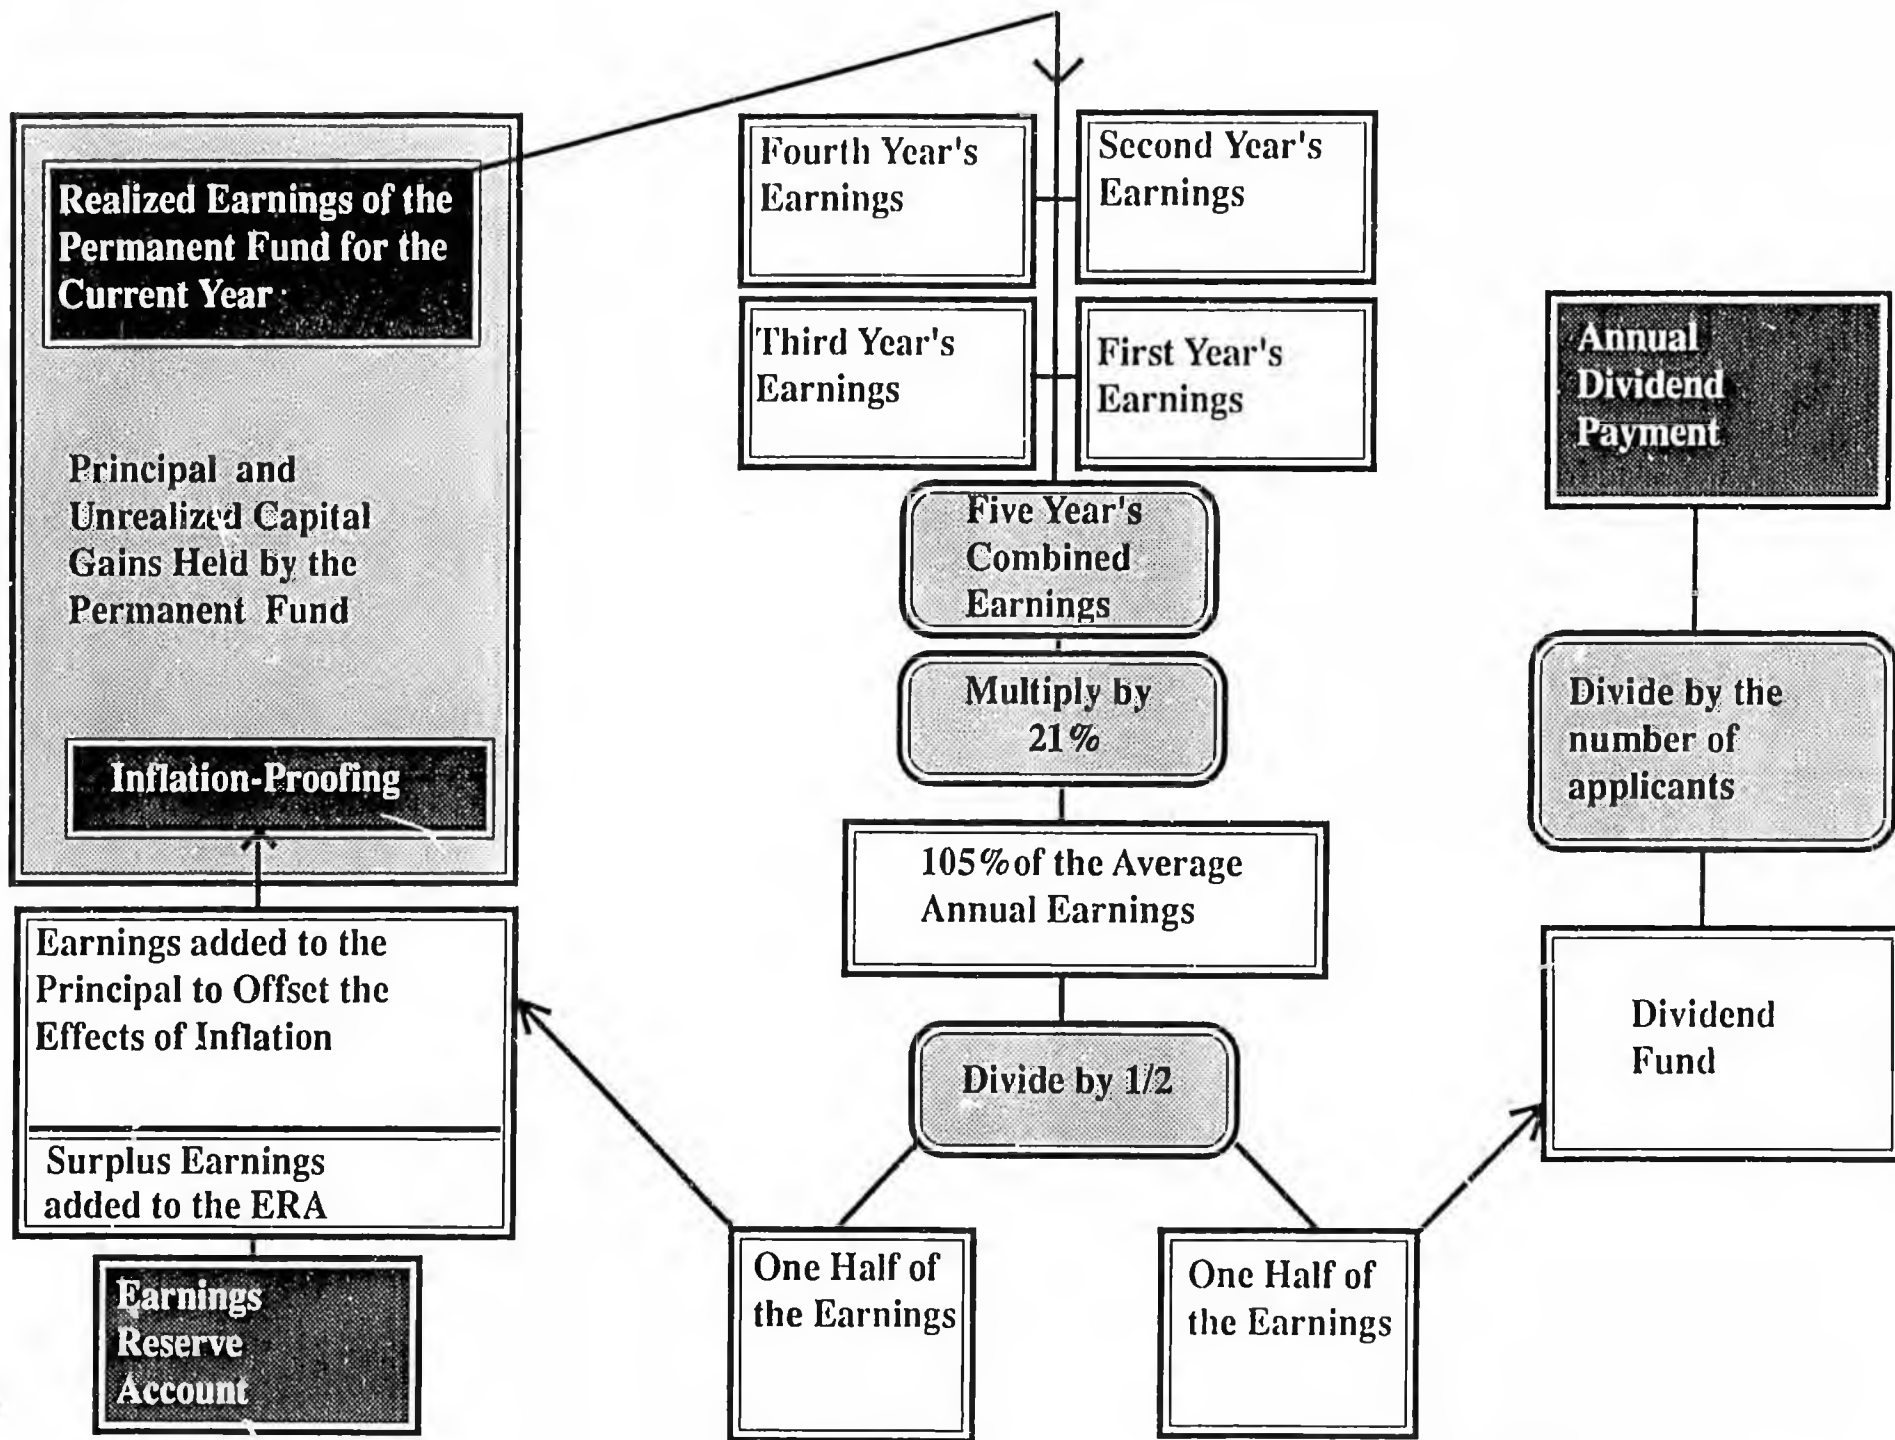 Realized Earnings of the
Permanent Fund for the
Current Year
Principal and
Unrealized Capital
Gains Held by the
Permanent Fund
Inflation-Proofing
Earnings added to the
Principal to Offset the
Effects of Inflation
Surplus Earnings
added to the ERA
Earnings
Reserve
Account
Fourth Year's
Earnings
Second Year's
Earnings
Third Year's
Earnings
First Year's
Earnings
Five Year's
Combined
Earnings
Multiply by
21%
105% of the Average
Annual Earnings
Divide by 1/2
One Half of
the Earnings
One Half of
the Earnings
Annual
Dividend
Payment
Divide by the
number of
applicants
Dividend
Fund